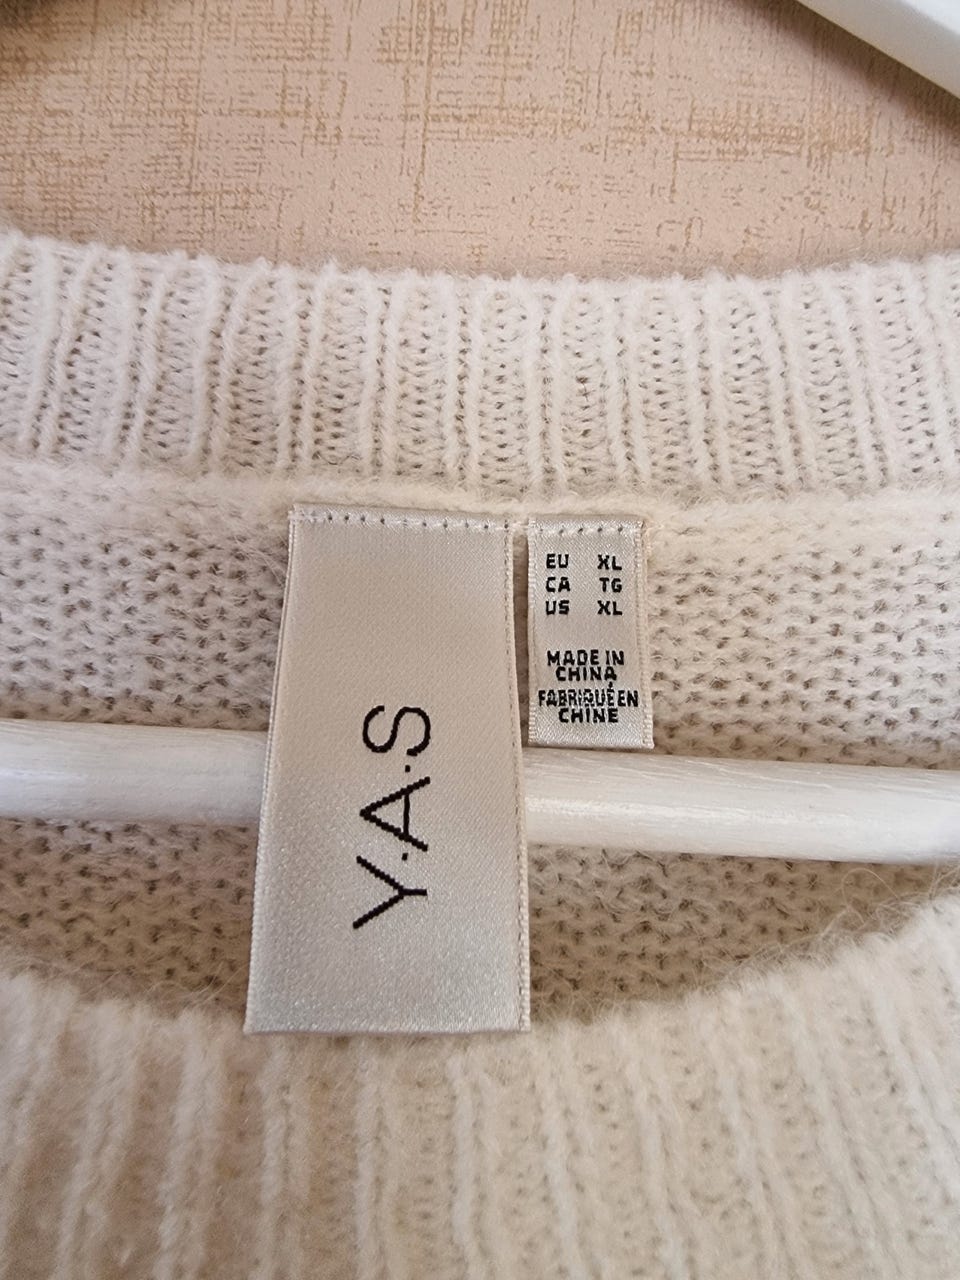 Y.A.S
EU XL
CA TG
US XL
MADE IN
CHINA
FABRIQUÉ EN
CHINE